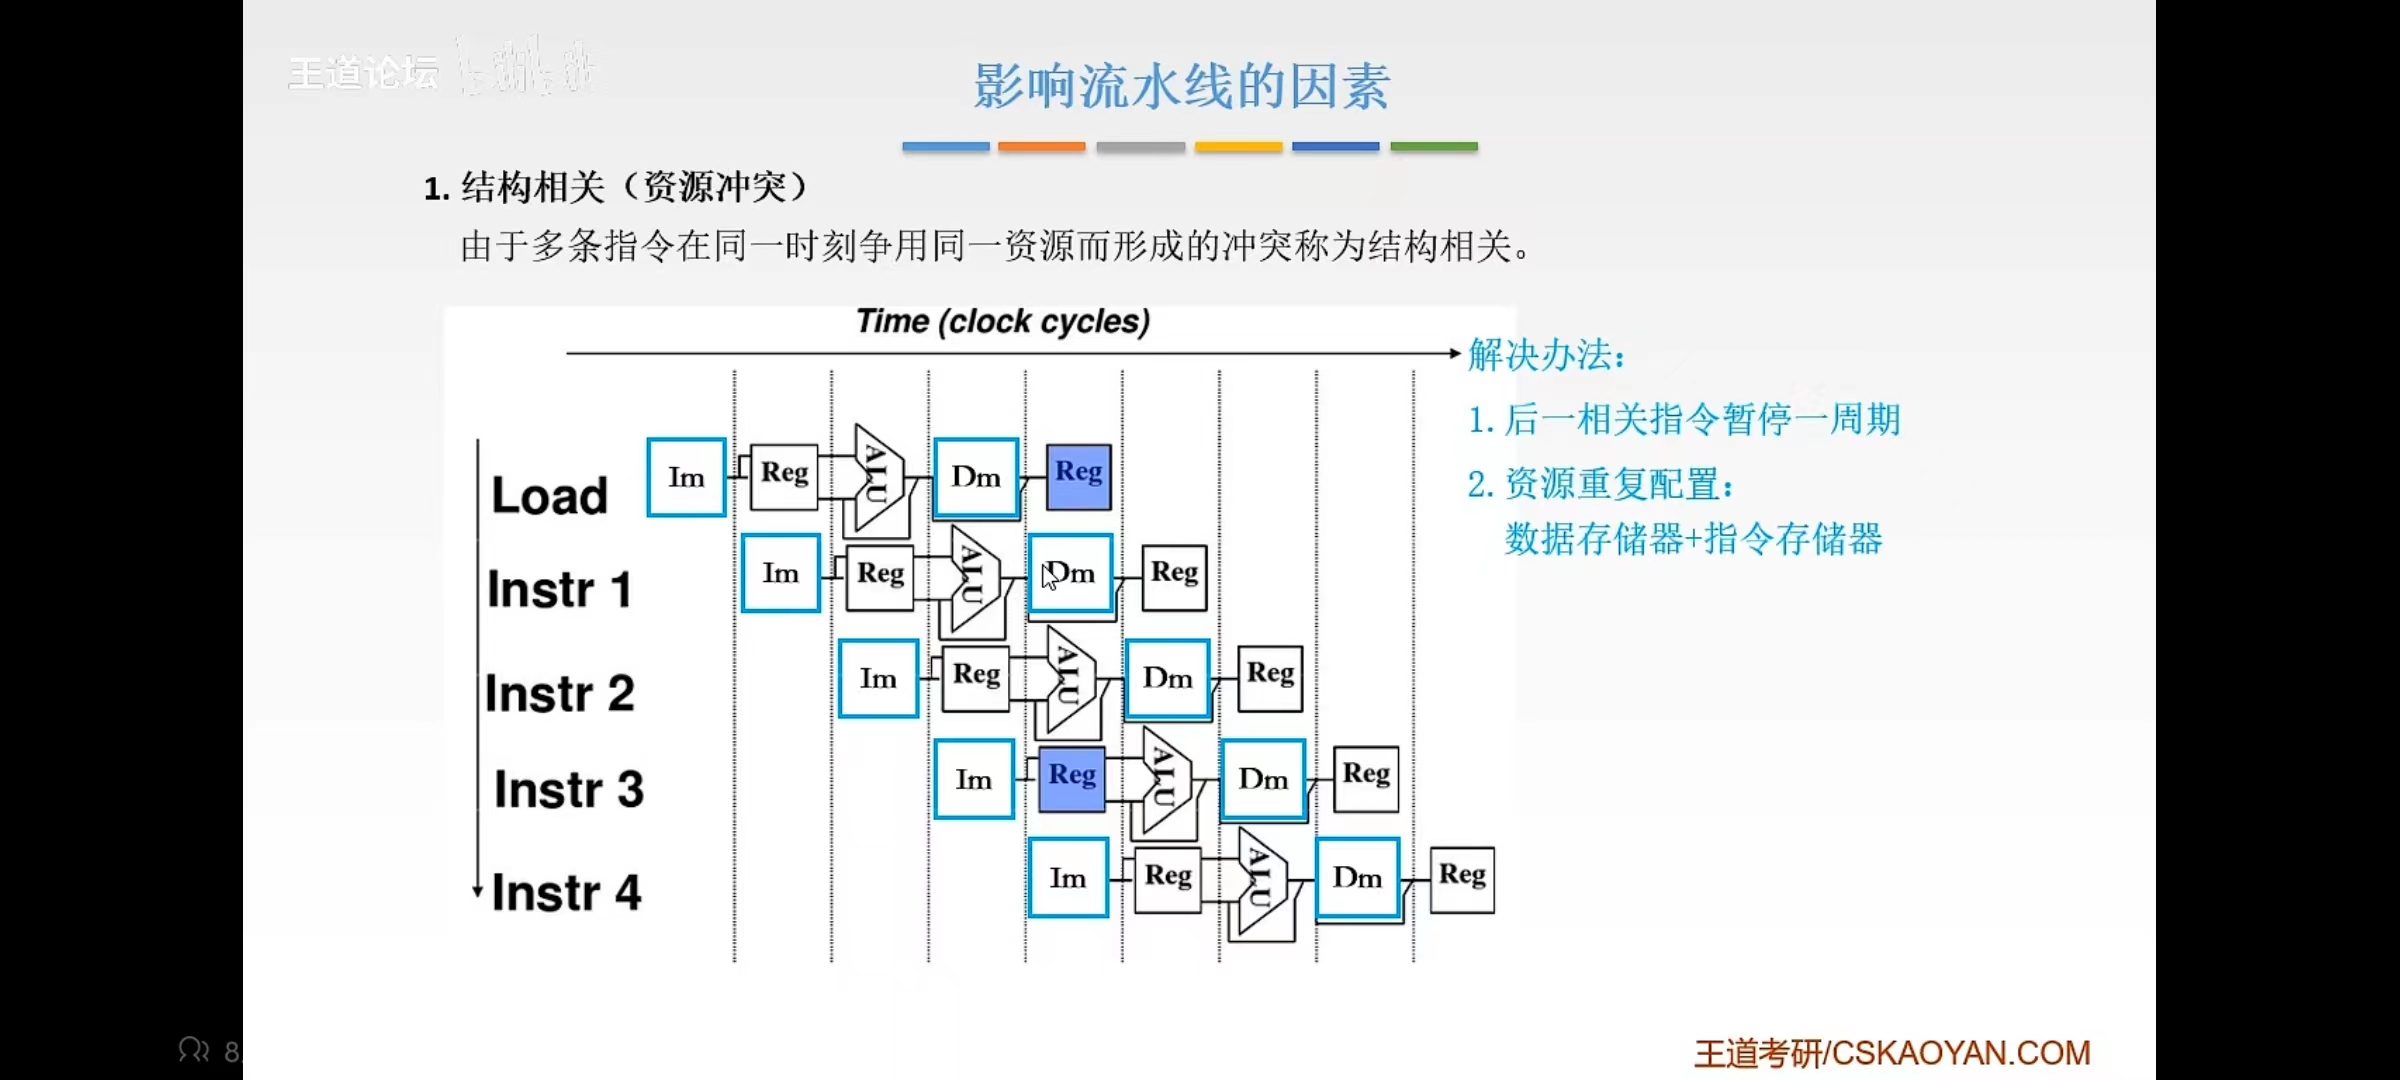 王道论坛
影响流水线的因素
1. 结构相关（资源冲突）
由于多条指令在同一时刻争用同一资源而形成的冲突称为结构相关。
Time (clock cycles)
解决办法：
1. 后一相关指令暂停一周期
2. 资源重复配置：
数据存储器+指令存储器
Load Im Reg ALU Dm Reg
Instr 1 Im Reg ALU Dm Reg
Instr 2 Im Reg ALU Dm Reg
Instr 3 Im Reg ALU Dm Reg
Instr 4 Im Reg ALU Dm Reg
8
王道考研/CSKAOYAN.COM